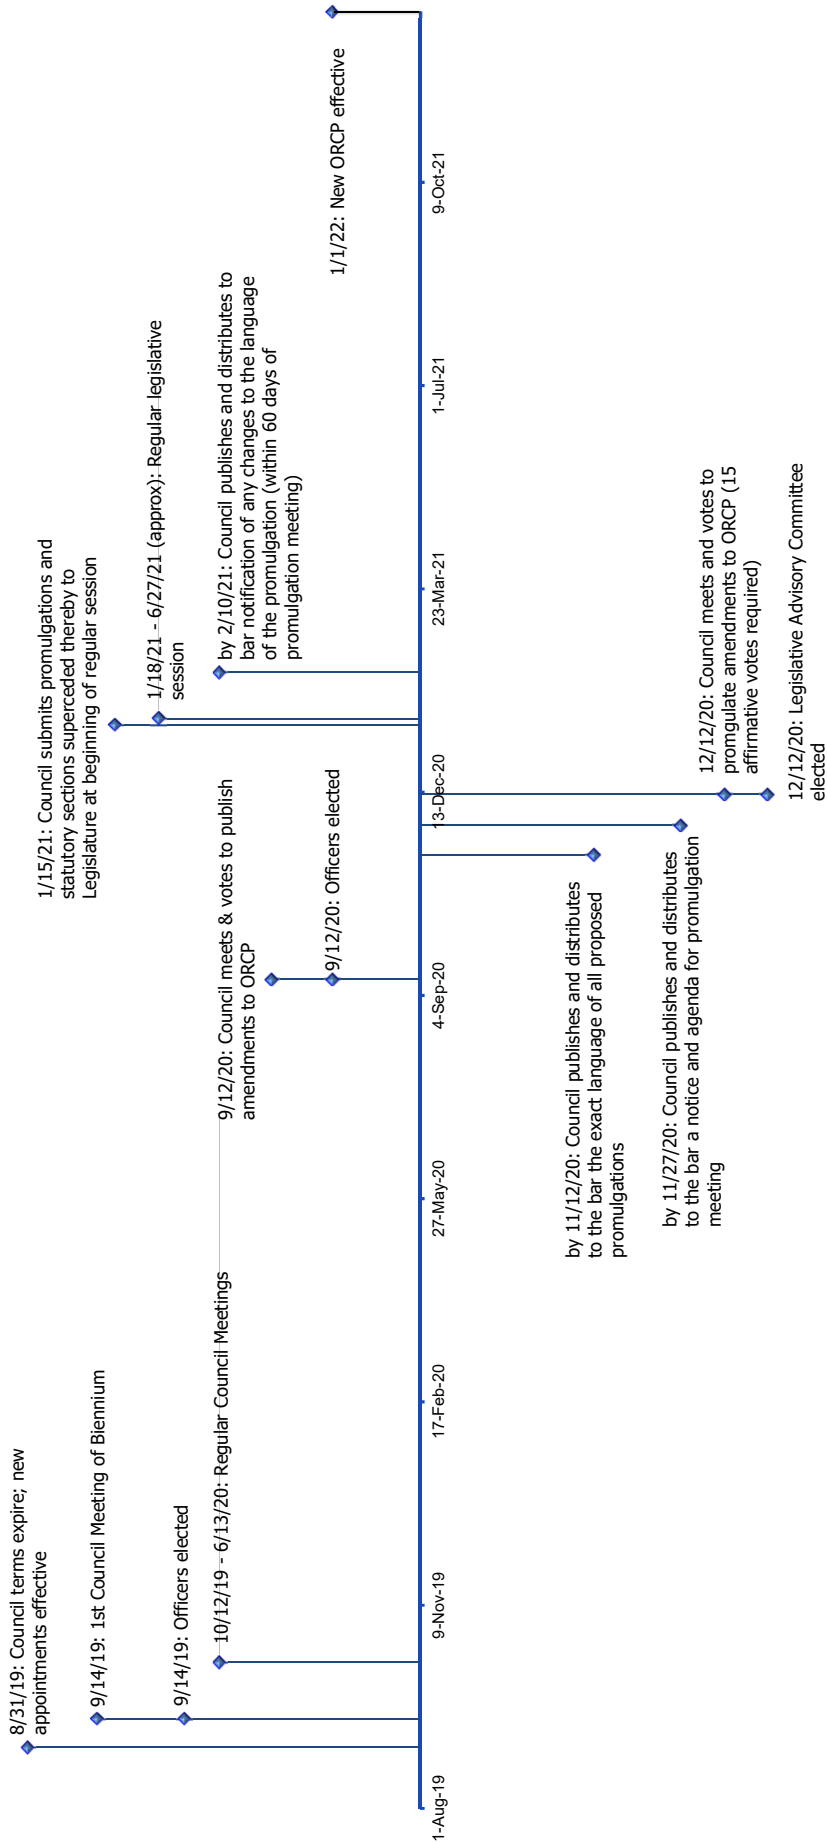 8/31/19: Council terms expire; new
appointments effective
9/14/19: 1st Council Meeting of Biennium
9/14/19: Officers elected
10/12/19 - 6/13/20: Regular Council Meetings
9/12/20: Council meets & votes to publish
amendments to ORCP
9/12/20: Officers elected
1/15/21: Council submits promulgations and
statutory sections superceded thereby to
Legislature at beginning of regular session
1/18/21 - 6/27/21 (approx): Regular legislative
session
by 2/10/21: Council publishes and distributes to
bar notification of any changes to the language
of the promulgation (within 60 days of
promulgation meeting)
1/1/22: New ORCP effective
1-Aug-19
9-Nov-19
17-Feb-20
27-May-20
4-Sep-20
13-Dec-20
23-Mar-21
1-Jul-21
9-Oct-21
by 11/12/20: Council publishes and distributes
to the bar the exact language of all proposed
promulgations
by 11/27/20: Council publishes and distributes
to the bar a notice and agenda for promulgation
meeting
12/12/20: Council meets and votes to
promgulate amendments to ORCP (15
affirmative votes required)
12/12/20: Legislative Advisory Committee
elected